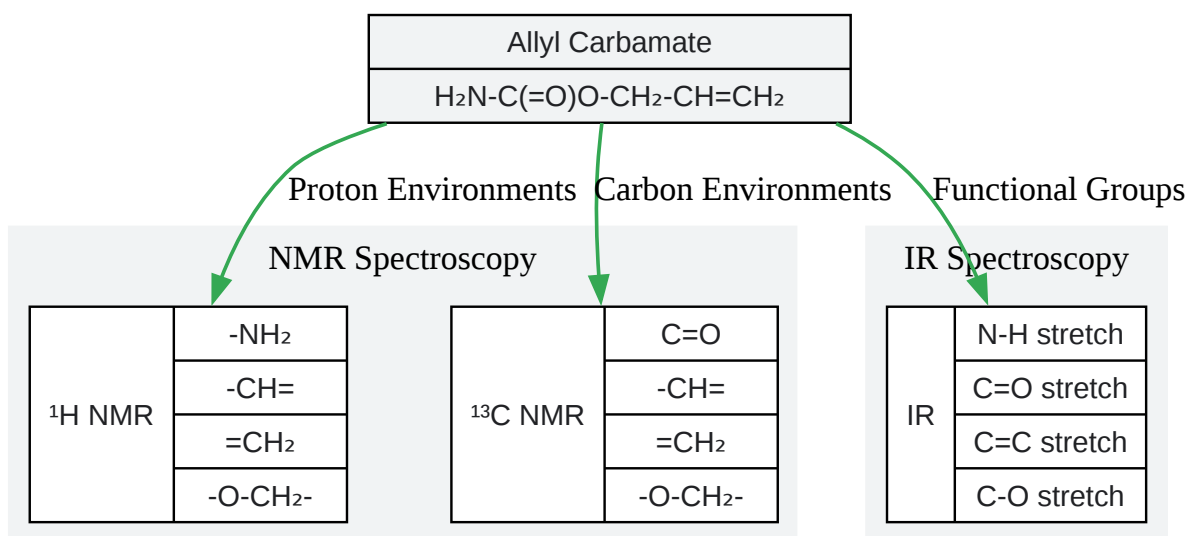 Allyl Carbamate
H₂N-C(=O)O-CH₂-CH=CH₂
Proton Environments
Carbon Environments
Functional Groups
NMR Spectroscopy
IR Spectroscopy
¹H NMR
-NH₂
-CH=
=CH₂
-O-CH₂-
¹³C NMR
C=O
-CH=
=CH₂
-O-CH₂-
IR
N-H stretch
C=O stretch
C=C stretch
C-O stretch